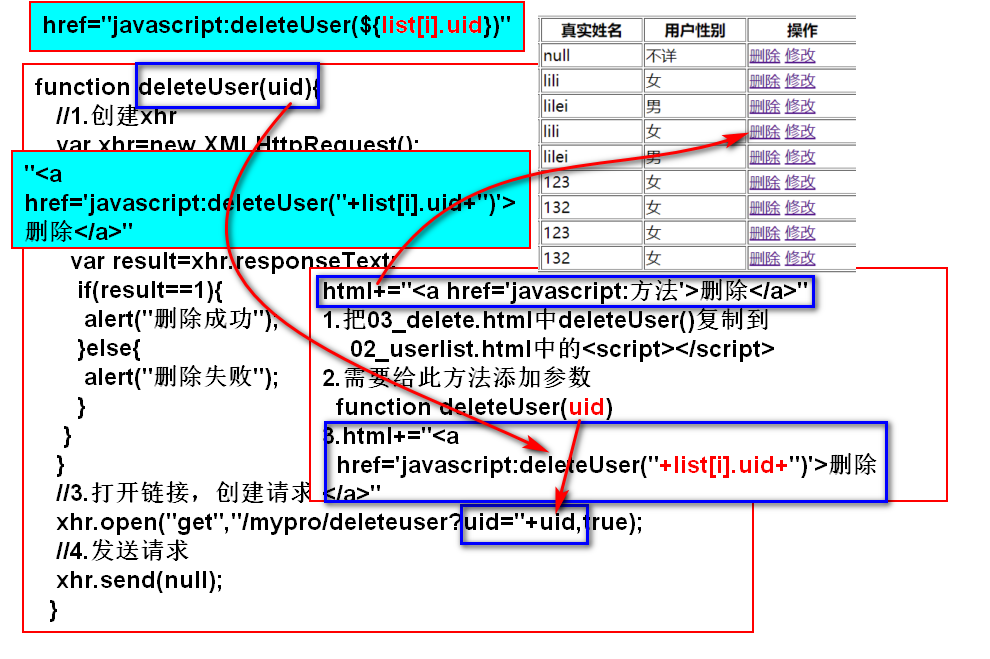 href="javascript:deleteUser(${list[i].uid})"
真实姓名 用户性别 操作
null 不详 删除 修改
lili 女 删除 修改
lilei 男 删除 修改
lili 女 删除 修改
lilei 男 删除 修改
123 女 删除 修改
132 女 删除 修改
123 女 删除 修改
132 女 删除 修改
function deleteUser(uid){
//1.创建xhr
var xhr=new XMLHttpRequest();
"<a
href='javascript:deleteUser("+list[i].uid+")'>
删除</a>"
var result=xhr.responseText;
if(result==1){
alert("删除成功");
}else{
alert("删除失败");
}
}
}
//3.打开链接，创建请求
xhr.open("get","/mypro/deleteuser?uid="+uid,true);
//4.发送请求
xhr.send(null);
}
html+="<a href='javascript:方法'>删除</a>"
1.把03_delete.html中deleteUser()复制到
02_userlist.html中的<script></script>
2.需要给此方法添加参数
function deleteUser(uid)
3.html+="<a
href='javascript:deleteUser("+list[i].uid+")'>删除
</a>"